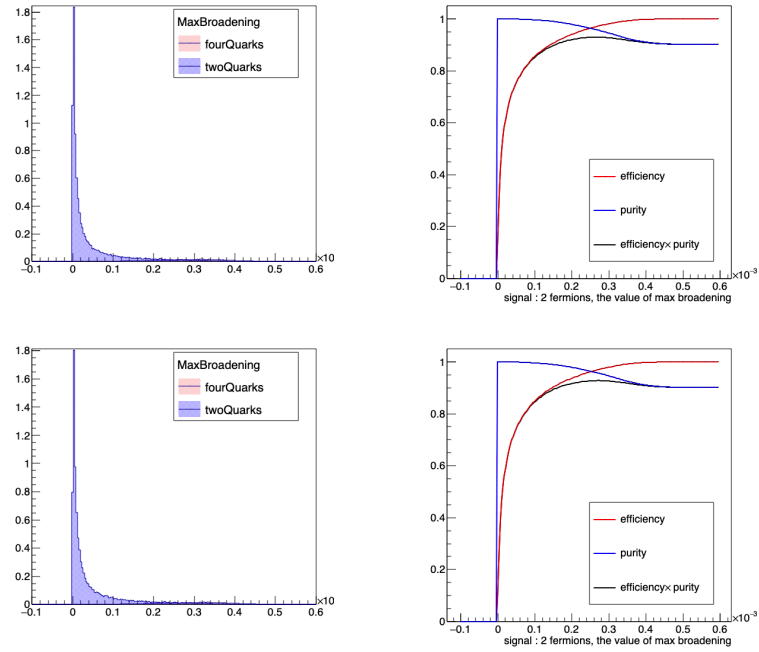 MaxBroadening
fourQuarks
twoQuarks
1.8
1.6
1.4
1.2
1
0.8
0.6
0.4
0.2
0
−0.1 0 0.1 0.2 0.3 0.4 0.5 0.6
×10
1
0.8
0.6
0.4
0.2
0
efficiency
purity
efficiency× purity
−0.1 0 0.1 0.2 0.3 0.4 0.5 0.6
×10−3
signal : 2 fermions, the value of max broadening
MaxBroadening
fourQuarks
twoQuarks
1.8
1.6
1.4
1.2
1
0.8
0.6
0.4
0.2
0
−0.1 0 0.1 0.2 0.3 0.4 0.5 0.6
×10
1
0.8
0.6
0.4
0.2
0
efficiency
purity
efficiency× purity
−0.1 0 0.1 0.2 0.3 0.4 0.5 0.6
×10−3
signal : 2 fermions, the value of max broadening